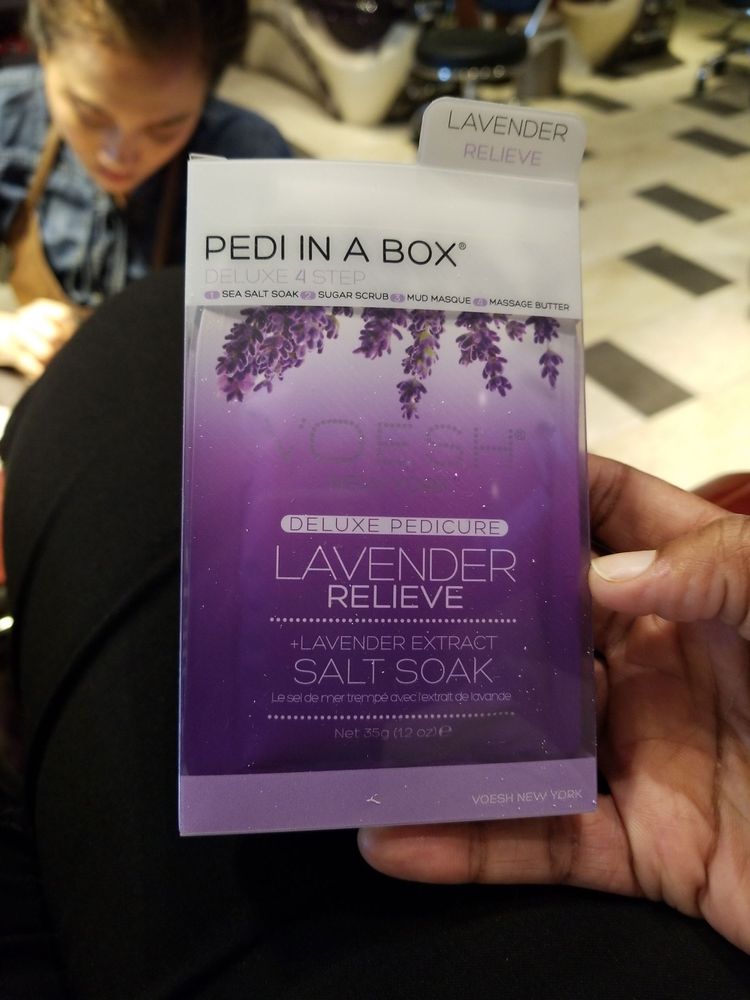 LAVENDER
RELIEVE
PEDI IN A BOX®
DELUXE 4 STEP
1 SEA SALT SOAK 2 SUGAR SCRUB 3 MUD MASQUE 4 MASSAGE BUTTER
VOESH®
DELUXE PEDICURE
LAVENDER
RELIEVE
+LAVENDER EXTRACT
SALT SOAK
Le sel de mer trempé avec l'extrait de lavande
Net 35g (1.2 oz) ℮
VOESH NEW YORK